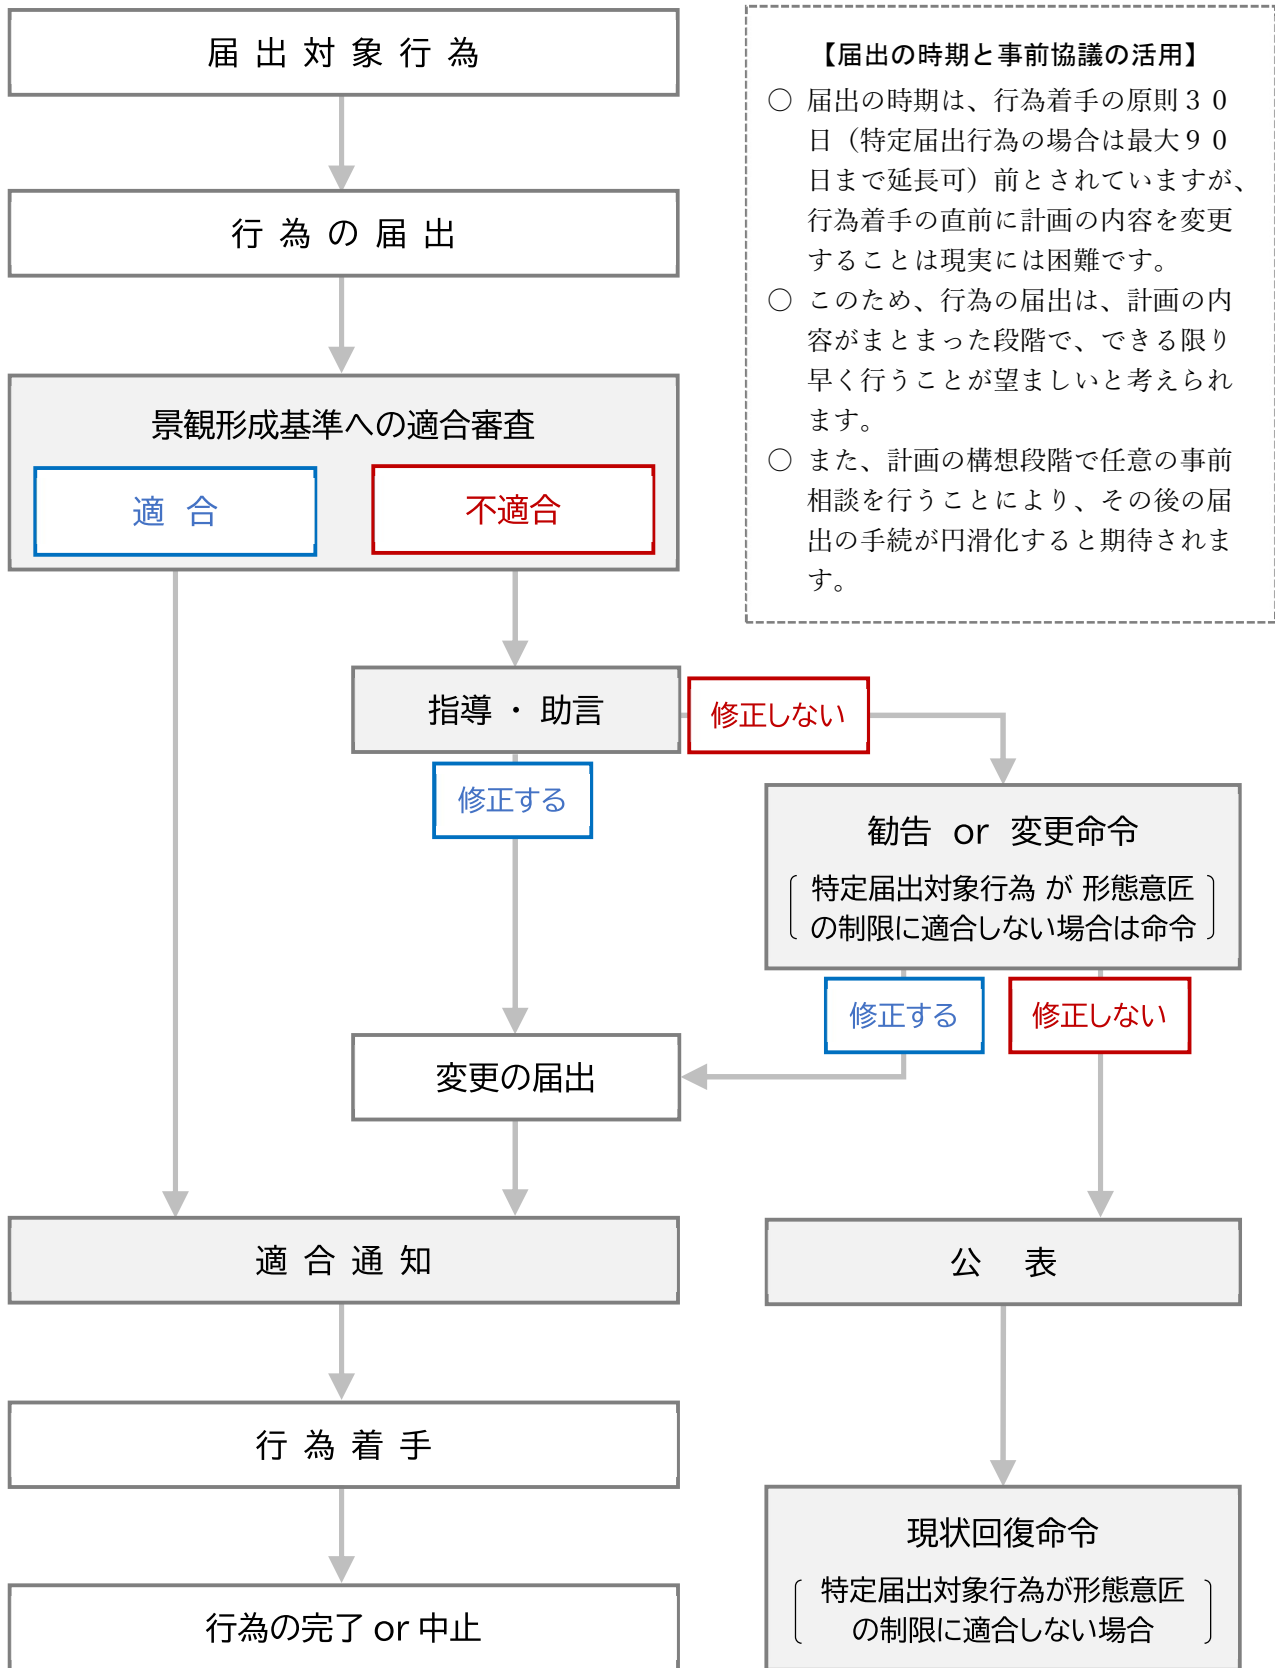 届出対象行為
行為の届出
景観形成基準への適合審査
適 合
不適合
【届出の時期と事前協議の活用】
○ 届出の時期は、行為着手の原則30
日（特定届出行為の場合は最大90
日まで延長可）前とされていますが、
行為着手の直前に計画の内容を変更
することは現実には困難です。
○ このため、行為の届出は、計画の内
容がまとまった段階で、できる限り
早く行うことが望ましいと考えられ
ます。
○ また、計画の構想段階で任意の事前
相談を行うことにより、その後の届
出の手続が円滑化すると期待されま
す。
指導・助言
修正しない
修正する
勧告 or 変更命令
特定届出対象行為 が 形態意匠
の制限に適合しない場合は命令
修正する
修正しない
変更の届出
適合通知
公 表
行為着手
現状回復命令
特定届出対象行為が形態意匠
の制限に適合しない場合
行為の完了 or 中止